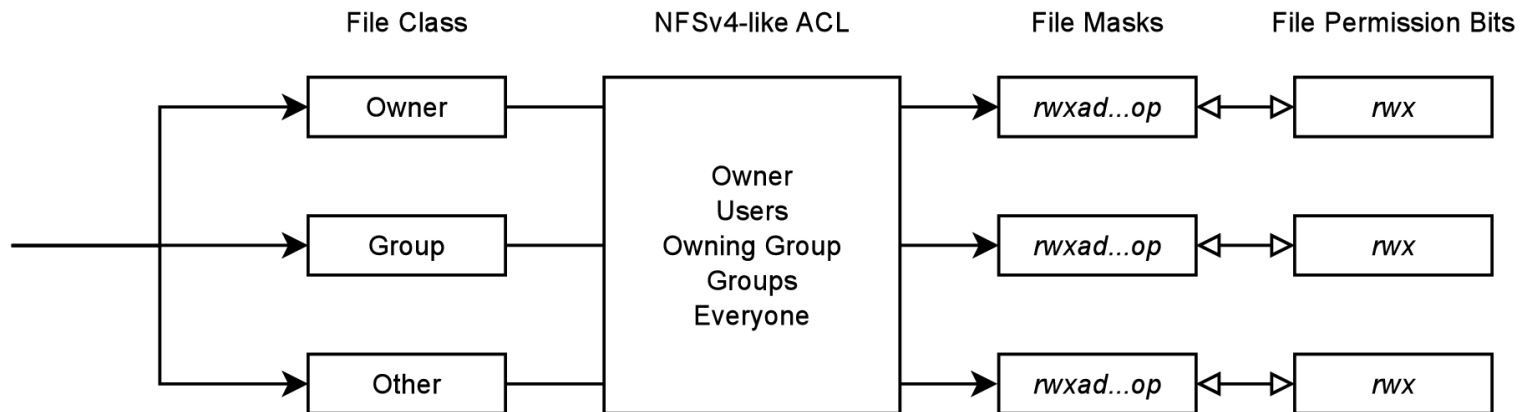 File Class
NFSv4-like ACL
File Masks
File Permission Bits
Owner
rwxad...op
rwx
Owner
Users
Owning Group
Groups
Everyone
Group
rwxad...op
rwx
Other
rwxad...op
rwx